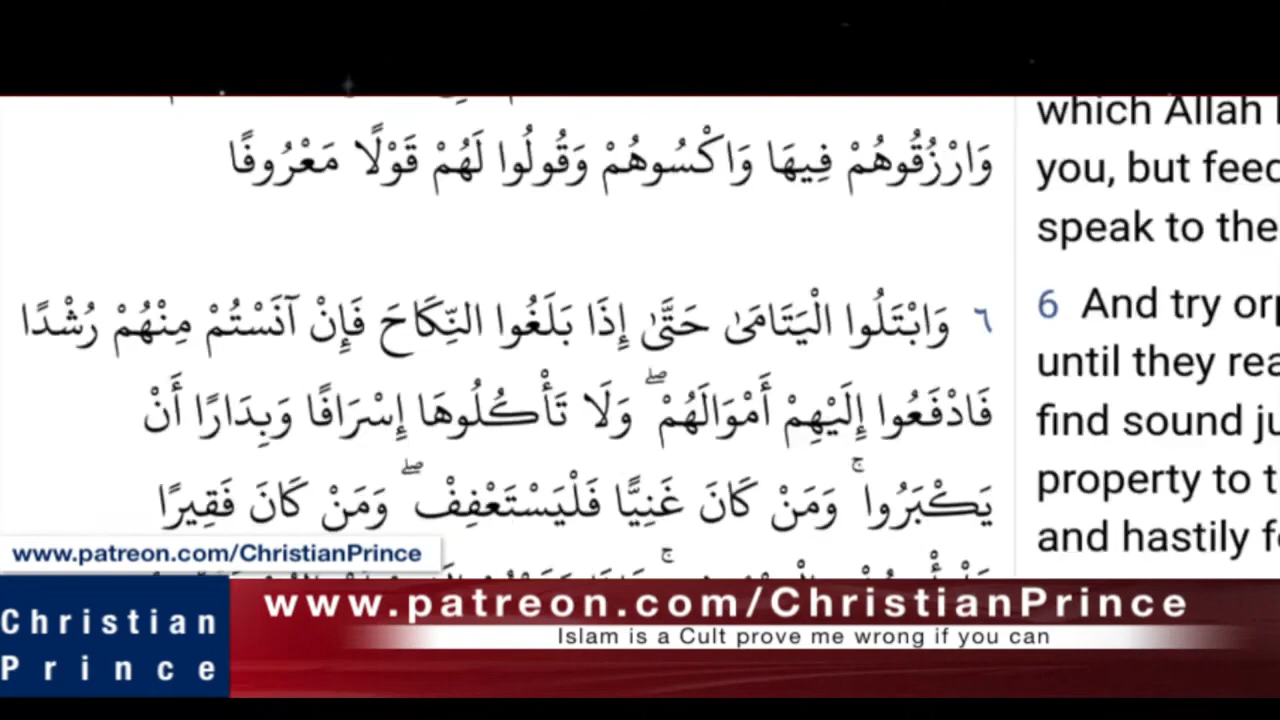 وَارْزُقُوهُمْ فِيهَا وَاكْسُوهُمْ وَقُولُوا لَهُمْ قَوْلًا مَعْرُوفًا
٦ وَابْتَلُوا الْيَتَامَىٰ حَتَّىٰ إِذَا بَلَغُوا النِّكَاحَ فَإِنْ آنَسْتُمْ مِنْهُمْ رُشْدًا
فَادْفَعُوا إِلَيْهِمْ أَمْوَالَهُمْ ۖ وَلَا تَأْكُلُوهَا إِسْرَافًا وَبِدَارًا أَنْ
يَكْبَرُوا ۚ وَمَنْ كَانَ غَنِيًّا فَلْيَسْتَعْفِفْ ۖ وَمَنْ كَانَ فَقِيرًا
which Allah
you, but feed
speak to the
6 And try
until they rea
find sound ju
property to t
and hastily f
www.patreon.com/ChristianPrince
Christian
Prince
www.patreon.com/ChristianPrince
Islam is a Cult prove me wrong if you can